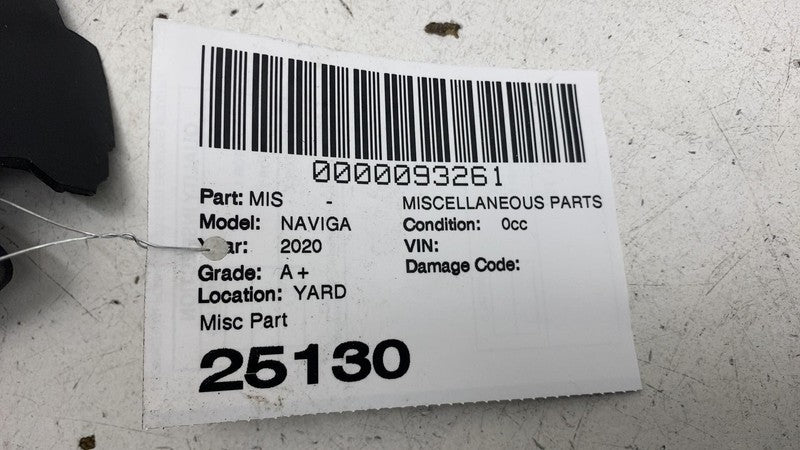 0000093261
Part: MIS - MISCELLANEOUS PARTS
Model: NAVIGA Condition: 0cc
Year: 2020 VIN:
Grade: A+ Damage Code:
Location: YARD
Misc Part
25130